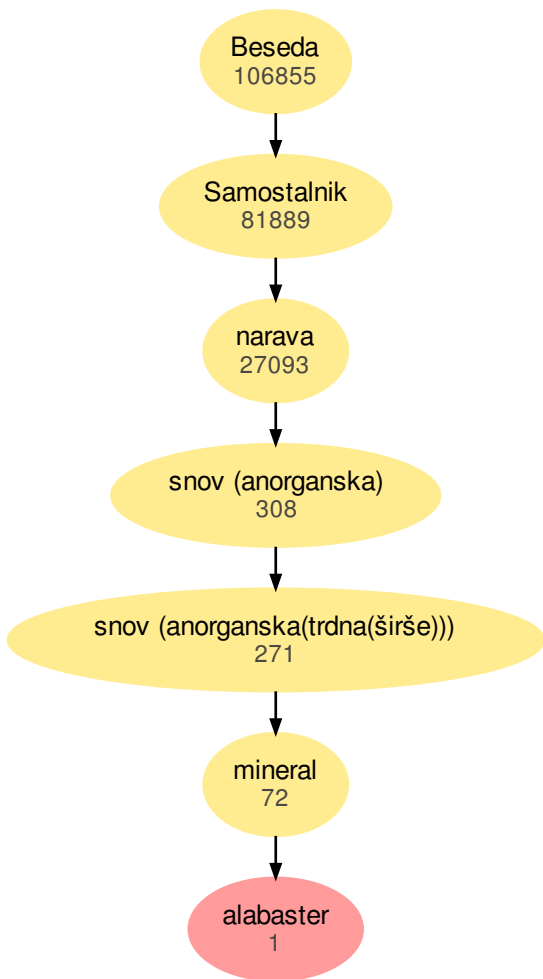 Beseda
106855
Samostalnik
81889
narava
27093
snov (anorganska)
308
snov (anorganska(trdna(širše)))
271
mineral
72
alabaster
1